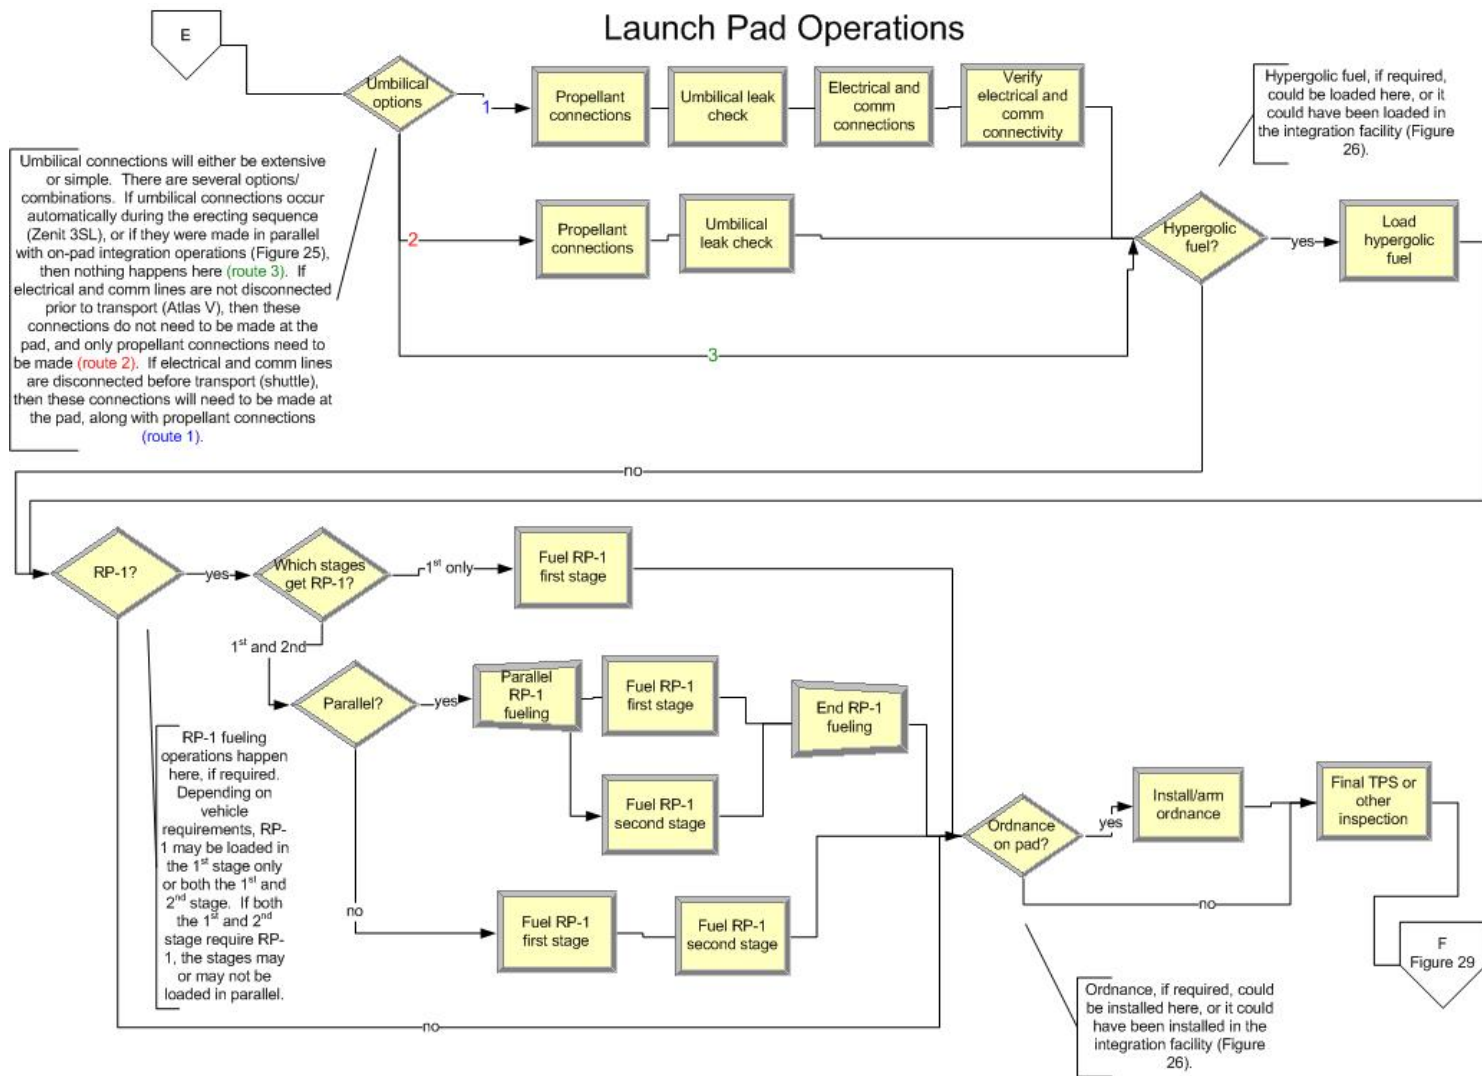 Launch Pad Operations
E
Umbilical
options
1
Propellant
connections
Umbilical leak
check
Electrical and
comm
connections
Verify
electrical and
comm
connectivity
Hypergolic fuel, if required,
could be loaded here, or it
could have been loaded in
the integration facility (Figure
26).
Umbilical connections will either be extensive
or simple. There are several options/
combinations. If umbilical connections occur
automatically during the erecting sequence
(Zenit 3SL), or if they were made in parallel
with on-pad integration operations (Figure 25),
then nothing happens here (route 3). If
electrical and comm lines are not disconnected
prior to transport (Atlas V), then these
connections do not need to be made at the
pad, and only propellant connections need to
be made (route 2). If electrical and comm lines
are disconnected before transport (shuttle),
then these connections will need to be made at
the pad, along with propellant connections
(route 1).
2
Propellant
connections
Umbilical
leak check
Hypergolic
fuel?
yes
Load
hypergolic
fuel
3
no
RP-1?
yes
Which stages
get RP-1?
1st only
Fuel RP-1
first stage
1st and 2nd
Parallel?
yes
Parallel
RP-1
fueling
Fuel RP-1
first stage
End RP-1
fueling
Fuel RP-1
second stage
RP-1 fueling
operations happen
here, if required.
Depending on
vehicle
requirements, RP-
1 may be loaded in
the 1st stage only
or both the 1st and
2nd stage. If both
the 1st and 2nd
stage require RP-
1, the stages may
or may not be
loaded in parallel.
no
Fuel RP-1
first stage
Fuel RP-1
second stage
no
Ordnance
on pad?
yes
Install/arm
ordnance
Final TPS or
other
inspection
no
F
Figure 29
Ordnance, if required, could
be installed here, or it could
have been installed in the
integration facility (Figure
26).